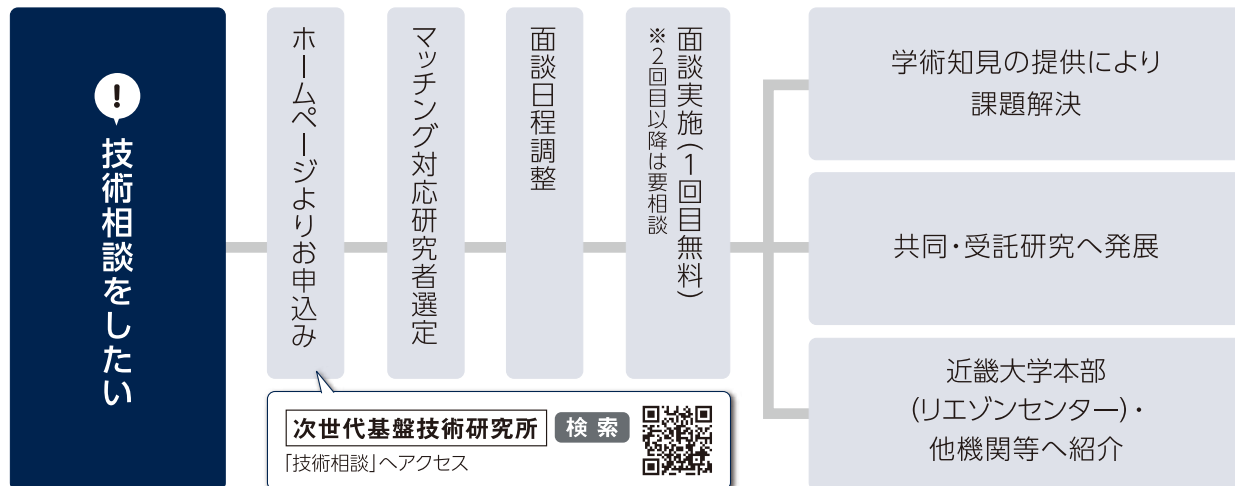 !
技術相談をしたい
ホームページよりお申込み
マッチング対応研究者選定
面談日程調整
面談実施(1回目無料)
※2回目以降は要相談
学術知見の提供により
課題解決
共同・受託研究へ発展
近畿大学本部
(リエゾンセンター)・
他機関等へ紹介
次世代基盤技術研究所 検索
「技術相談」へアクセス